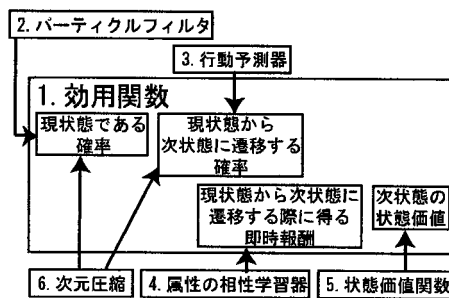 2. パーティクルフィルタ
3. 行動予測器
1. 効用関数
現状態である
確率
現状態から
次状態に遷移する
確率
現状態から次状態に
遷移する際に得る
即時報酬
次状態の
状態価値
6. 次元圧縮
4. 属性の相性学習器
5. 状態価値関数